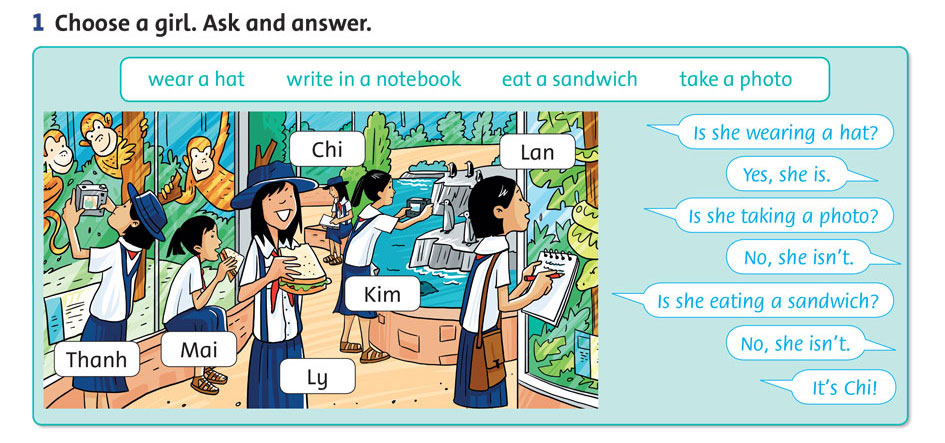 1 Choose a girl. Ask and answer.
wear a hat write in a notebook eat a sandwich take a photo
Chi
Lan
Kim
Thanh
Mai
Ly
Is she wearing a hat?
Yes, she is.
Is she taking a photo?
No, she isn't.
Is she eating a sandwich?
No, she isn't.
It's Chi!